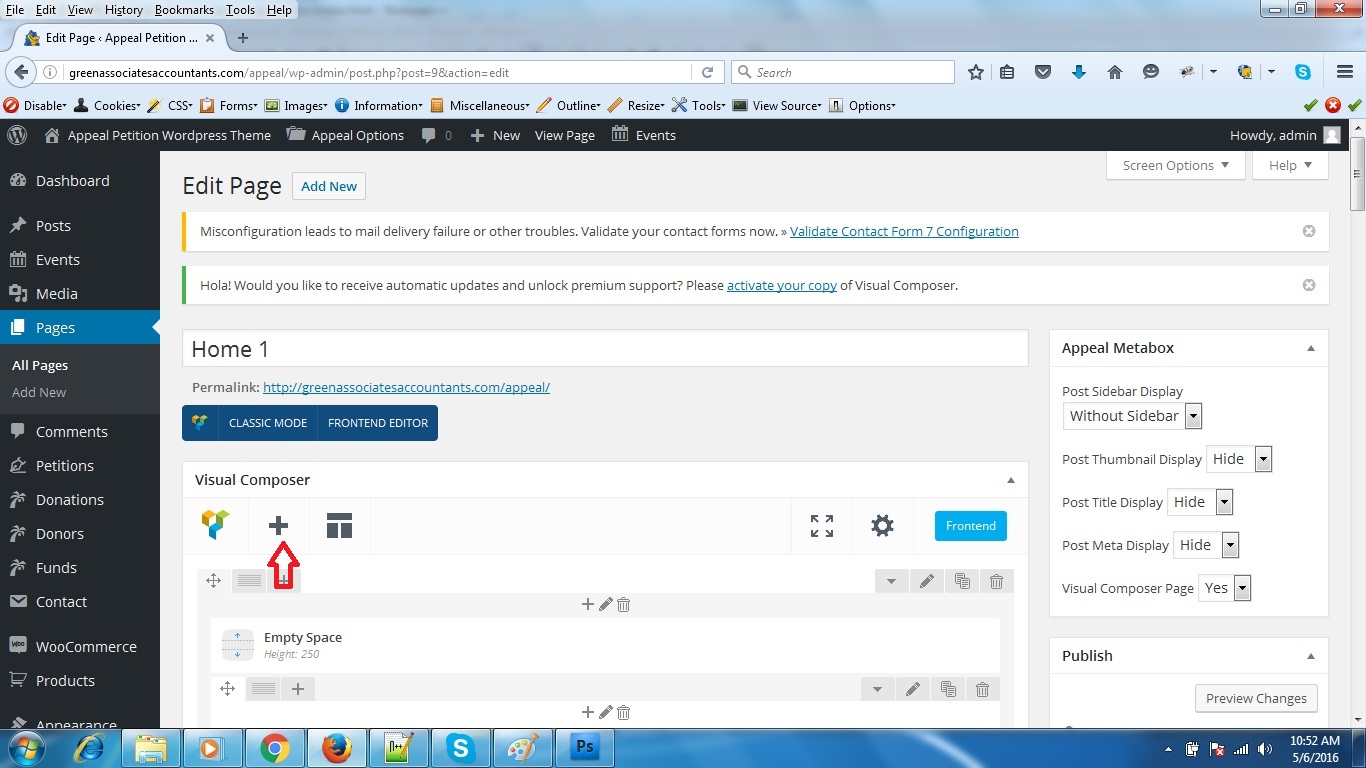 File Edit View History Bookmarks Tools Help
Edit Page ‹ Appeal Petition ...
greenassociatesaccountants.com/appeal/wp-admin/post.php?post=9&action=edit
Search
Disable Cookies CSS Forms Images Information Miscellaneous Outline Resize Tools View Source Options
Appeal Petition Wordpress Theme Appeal Options 0 New View Page Events Howdy, admin
Screen Options Help
Dashboard
Posts
Events
Media
Pages
All Pages
Add New
Comments
Petitions
Donations
Donors
Funds
Contact
WooCommerce
Products
Appearance
Edit Page Add New
Misconfiguration leads to mail delivery failure or other troubles. Validate your contact forms now. » Validate Contact Form 7 Configuration
Hola! Would you like to receive automatic updates and unlock premium support? Please activate your copy of Visual Composer.
Home 1
Permalink: http://greenassociatesaccountants.com/appeal/
CLASSIC MODE FRONTEND EDITOR
Visual Composer
Frontend
Empty Space
Height: 250
Appeal Metabox
Post Sidebar Display
Without Sidebar
Post Thumbnail Display Hide
Post Title Display Hide
Post Meta Display Hide
Visual Composer Page Yes
Publish
Preview Changes
N++
Ps
10:52 AM
5/6/2016